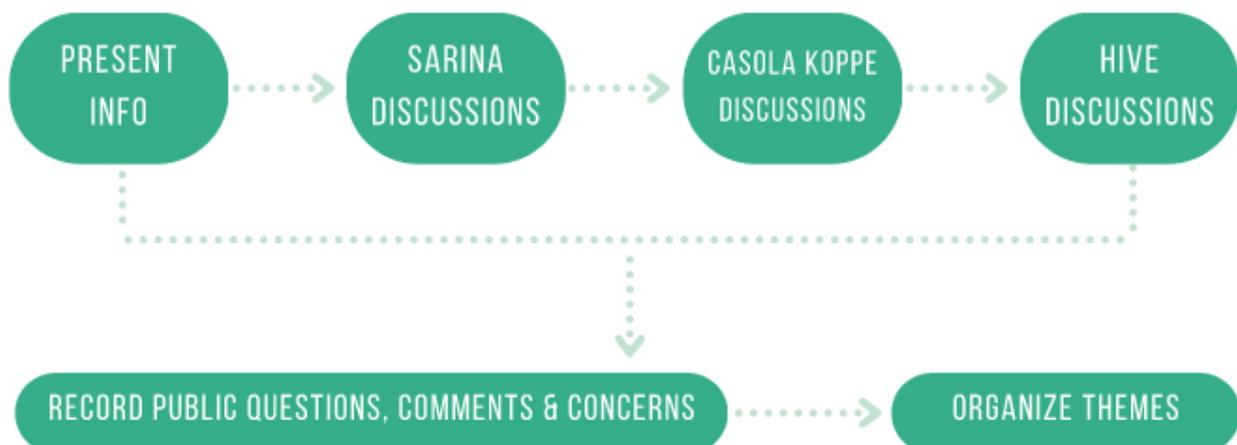 PRESENT
INFO
SARINA
DISCUSSIONS
CASOLA KOPPE
DISCUSSIONS
HIVE
DISCUSSIONS
RECORD PUBLIC QUESTIONS, COMMENTS & CONCERNS
ORGANIZE THEMES